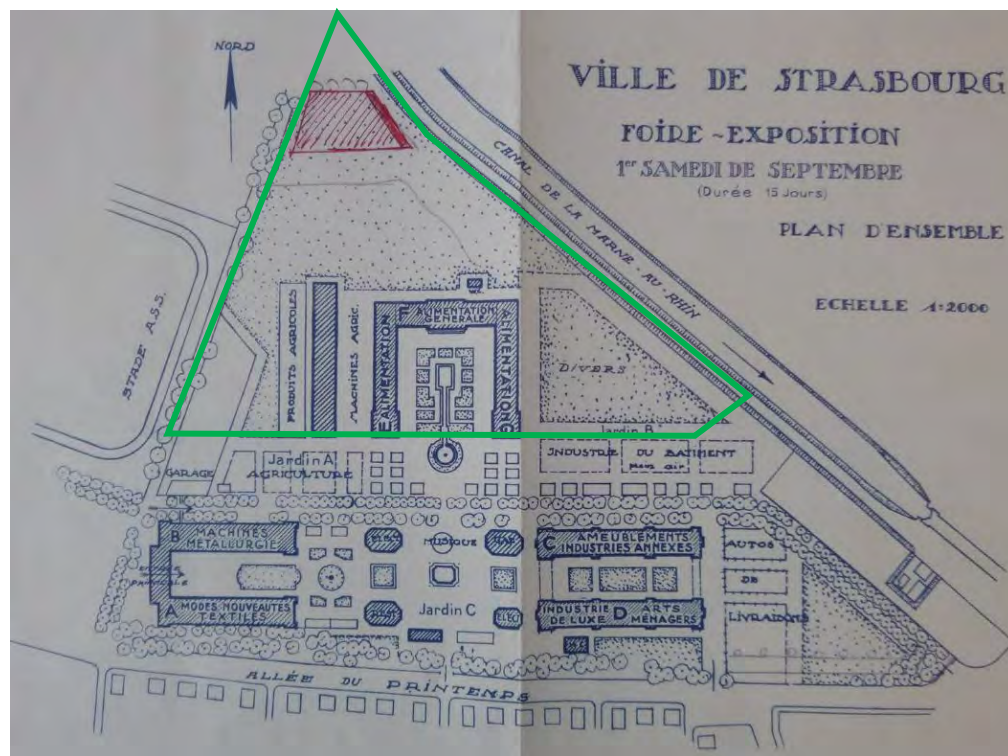 NORD
VILLE DE STRASBOURG
FOIRE-EXPOSITION
1er SAMEDI DE SEPTEMBRE
(Durée 15 Jours)
PLAN D'ENSEMBLE
ECHELLE 1:2000
CANAL DE LA MARNE-AU-RHIN
STADE A.S.S.
PRODUITS AGRICOLES
MACHINES AGRIC.
E ALIMENTATION
F ALIMENTATION
GENERALE
ALIMENTATION G
DIVERS
Jardin B
INDUSTRIE DU BATIMENT
GARAGE
Jardin A
AGRICULTURE
B MACHINES
METALLURGIE
MUSIQUE
C AMEUBLEMENTS
INDUSTRIES ANNEXES
AUTOS
DE
LIVRAISONS
A MODES NOUVEAUTES
TEXTILES
Jardin C
INDUSTRIE D ARTS
DE LUXE MÉNAGERS
ALLÉE DU PRINTEMPS